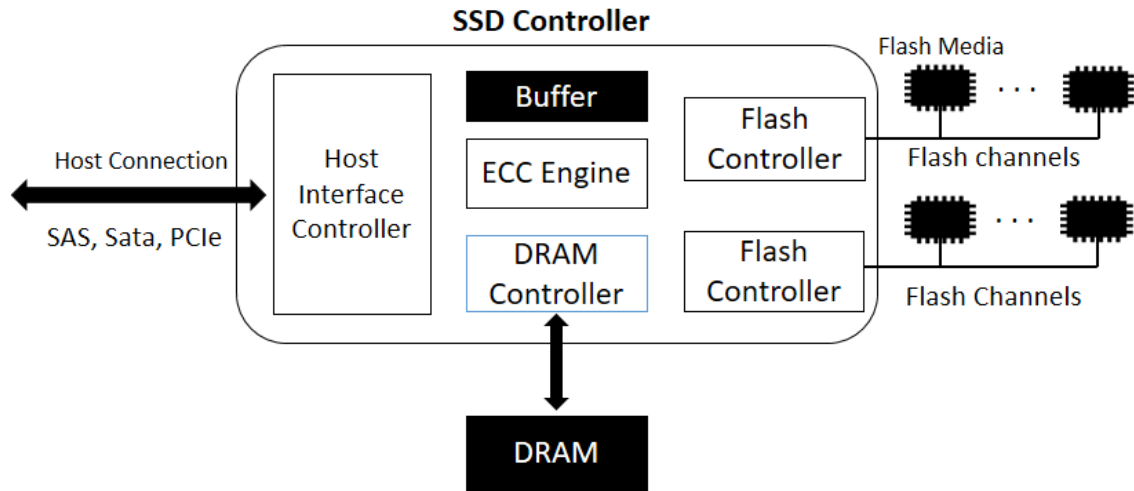 SSD Controller
Flash Media
Buffer
Flash
Controller
Flash channels
Host Connection
Host
Interface
Controller
ECC Engine
SAS, Sata, PCIe
DRAM
Controller
Flash
Controller
Flash Channels
DRAM